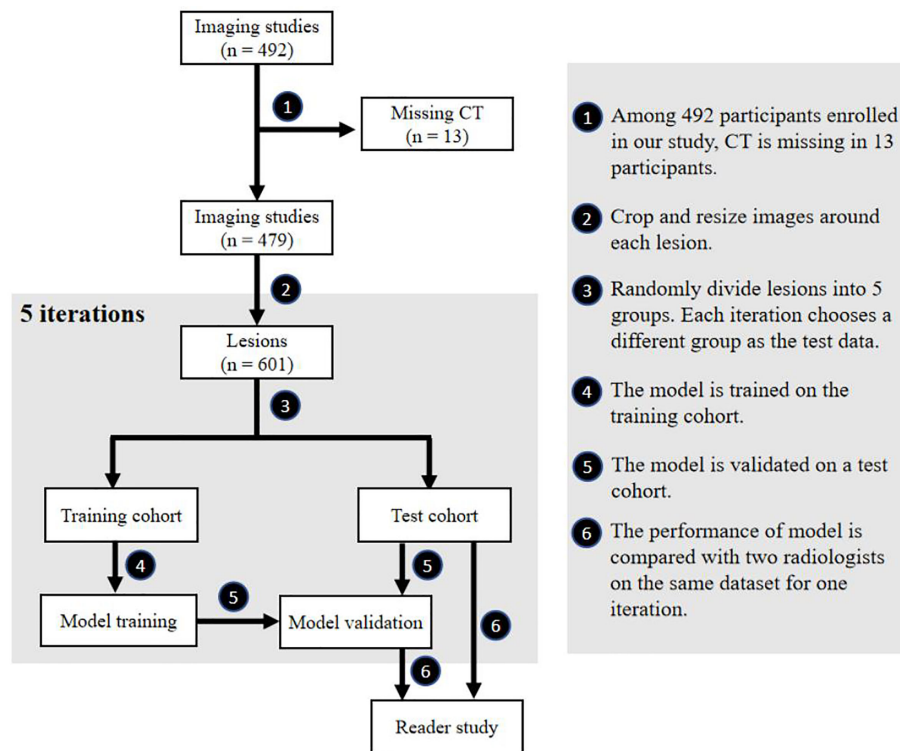 Imaging studies
(n = 492)
1
Missing CT
(n = 13)
Imaging studies
(n = 479)
2
5 iterations
Lesions
(n = 601)
3
Training cohort
Test cohort
4
5
Model training
5
Model validation
6
6
Reader study
1 Among 492 participants enrolled
in our study, CT is missing in 13
participants.
2 Crop and resize images around
each lesion.
3 Randomly divide lesions into 5
groups. Each iteration chooses a
different group as the test data.
4 The model is trained on the
training cohort.
5 The model is validated on a test
cohort.
6 The performance of model is
compared with two radiologists
on the same dataset for one
iteration.